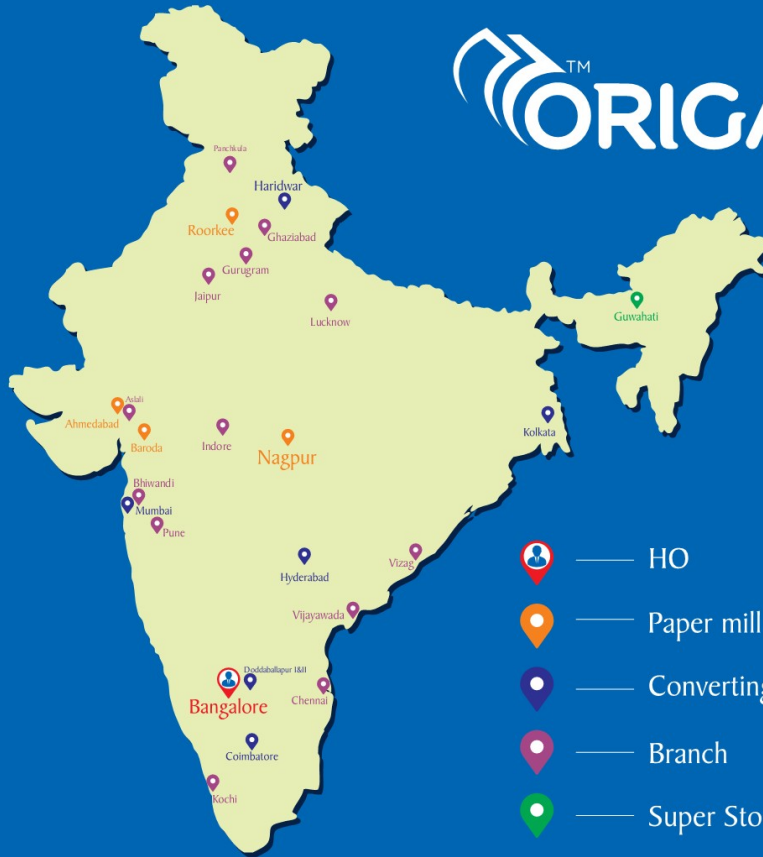 TM
ORIGA
Panchkula
Haridwar
Roorkee
Ghaziabad
Gurugram
Jaipur
Lucknow
Guwahati
Aslali
Ahmedabad
Baroda
Indore
Nagpur
Kolkata
Bhiwandi
Mumbai
Pune
Hyderabad
Vizag
Vijayawada
Doddaballapur I&II
Bangalore
Chennai
Coimbatore
Kochi
HO
Paper mill
Converting
Branch
Super Sto